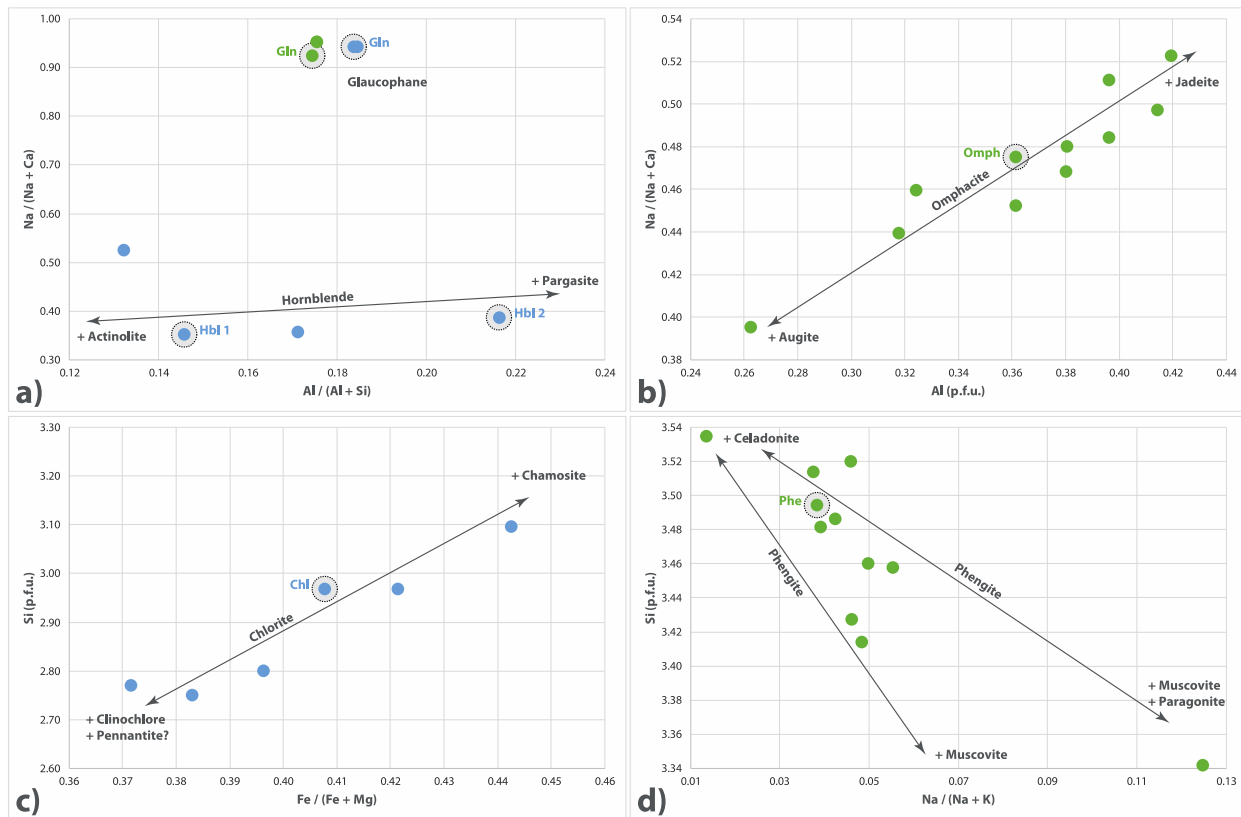 1.00
0.90
0.80
0.70
0.60
0.50
0.40
0.30
Na / (Na + Ca)
Gln
Gln
Glaucophane
+ Pargasite
Hornblende
+ Actinolite
Hbl 1
Hbl 2
0.12
0.14
0.16
0.18
0.20
0.22
0.24
Al / (Al + Si)
a)
0.54
0.52
0.50
0.48
0.46
0.44
0.42
0.40
0.38
Na / (Na + Ca)
+ Jadeite
Omph
Omphacite
+ Augite
0.24
0.26
0.28
0.30
0.32
0.34
0.36
0.38
0.40
0.42
0.44
Al (p.f.u.)
b)
3.30
3.20
3.10
3.00
2.90
2.80
2.70
2.60
Si (p.f.u.)
+ Chamosite
Chl
Chlorite
+ Clinochlore
+ Pennantite?
0.36
0.37
0.38
0.39
0.40
0.41
0.42
0.43
0.44
0.45
0.46
Fe / (Fe + Mg)
c)
3.54
3.52
3.50
3.48
3.46
3.44
3.42
3.40
3.38
3.36
3.34
Si (p.f.u.)
+ Celadonite
Phe
Phengite
Phengite
+ Muscovite
+ Paragonite
+ Muscovite
0.01
0.03
0.05
0.07
0.09
0.11
0.13
Na / (Na + K)
d)